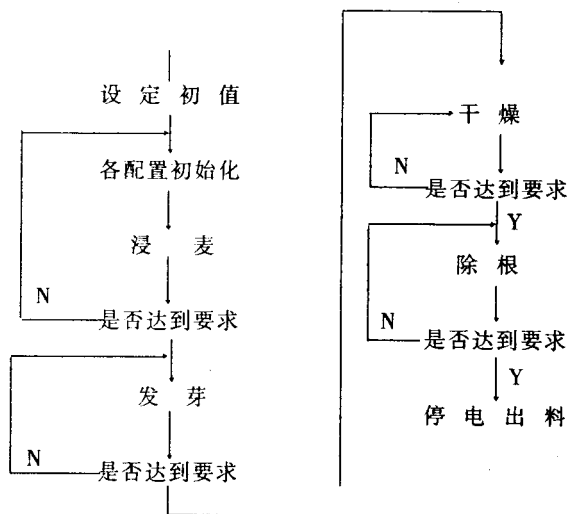 设定初值
各配置初始化
浸麦
N
是否达到要求
发芽
N
是否达到要求
干燥
N
是否达到要求
Y
除根
N
是否达到要求
Y
停电出料